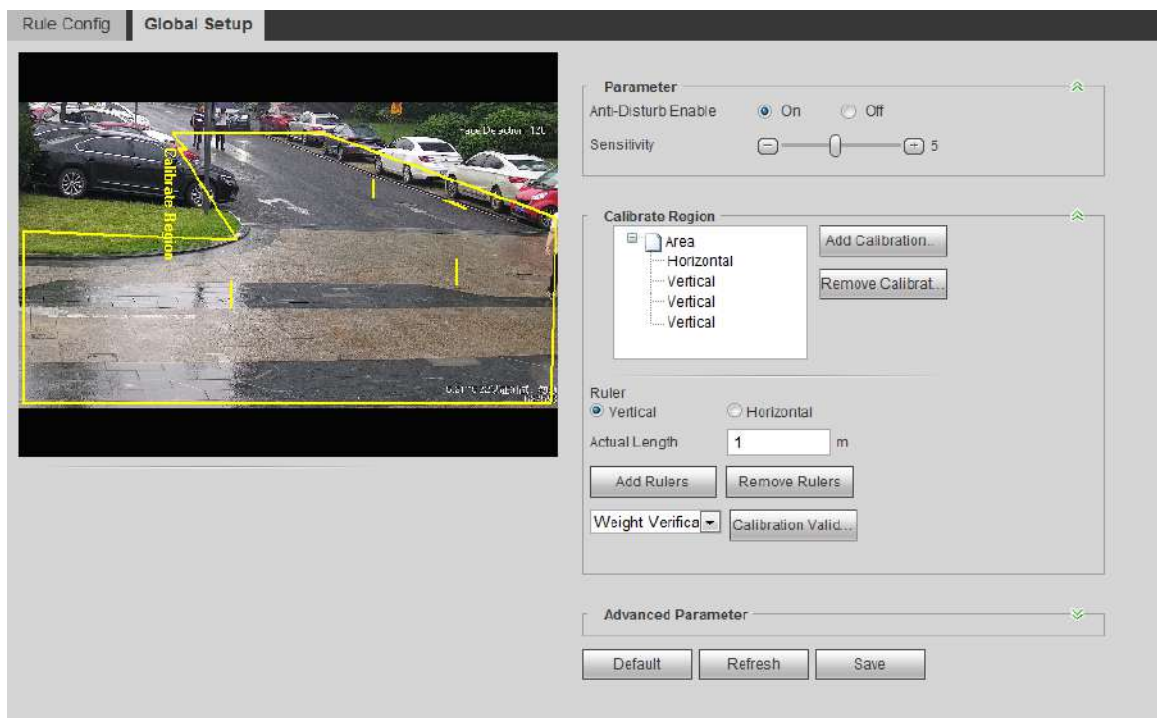 Rule Config Global Setup
Calibrate Region
Parameter
Anti-Disturb Enable On Off
Sensitivity 5
Calibrate Region
Area
Horizontal
Vertical
Vertical
Vertical
Add Calibration..
Remove Calibrat...
Ruler
Vertical Horizontal
Actual Length 1 m
Add Rulers Remove Rulers
Weight Verifica Calibration Valid...
Advanced Parameter
Default Refresh Save